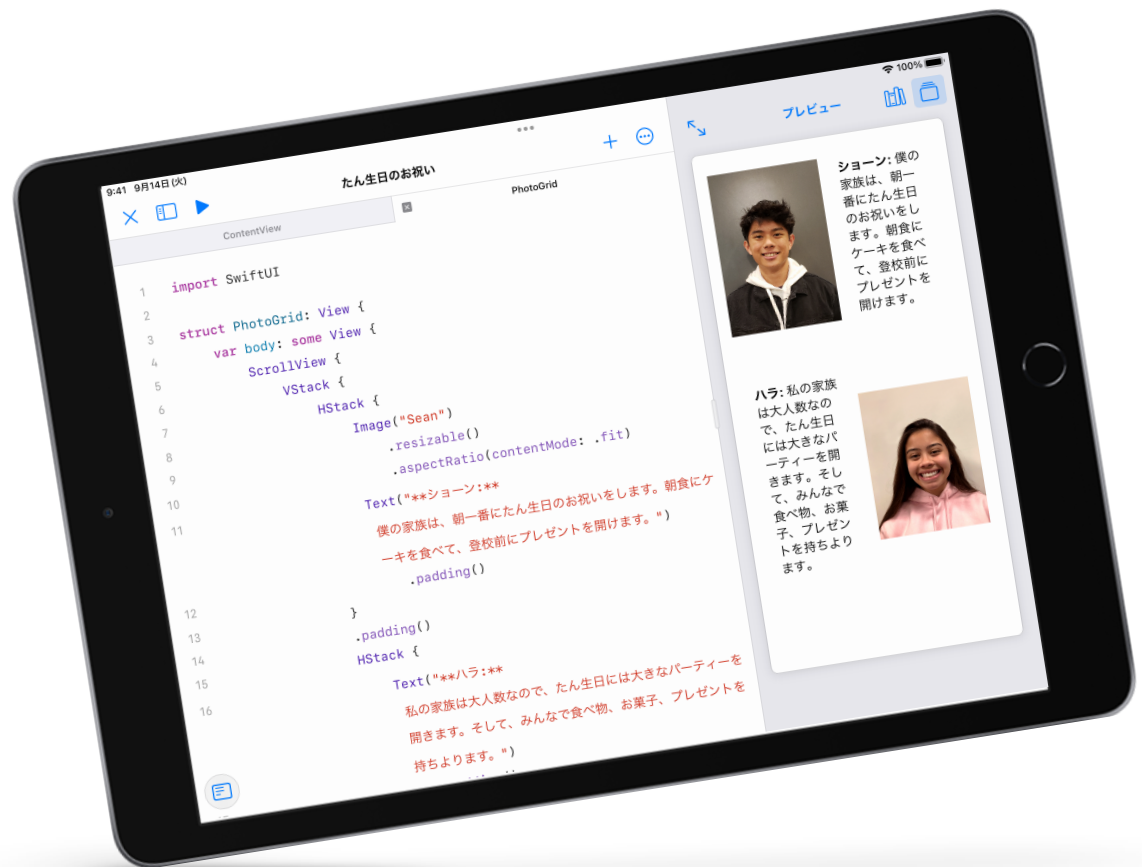 9:41 9月14日(火)
100%
たん生日のお祝い
プレビュー
ContentView
PhotoGrid
1 import SwiftUI
2
3 struct PhotoGrid: View {
4 var body: some View {
5 ScrollView {
6 VStack {
7 HStack {
8 Image("Sean")
9 .resizable()
10 .aspectRatio(contentMode: .fit)
11 Text("**ショーン:**
僕の家族は、朝一番にたん生日のお祝いをします。朝食にケ
ーキを食べて、登校前にプレゼントを開けます。")
12 .padding()
13 }
14 .padding()
15 HStack {
16 Text("**ハラ:**
私の家族は大人数なので、たん生日には大きなパーティーを
開きます。そして、みんなで食べ物、お菓子、プレゼントを
持ちよります。")
ショーン: 僕の
家族は、朝一
番にたん生日
のお祝いをし
ます。朝食に
ケーキを食べ
て、登校前に
プレゼントを
開けます。
ハラ: 私の家族
は大人数なの
で、たん生日
には大きなパ
ーティーを開
きます。そし
て、みんなで
食べ物、お菓
子、プレゼン
トを持ちより
ます。